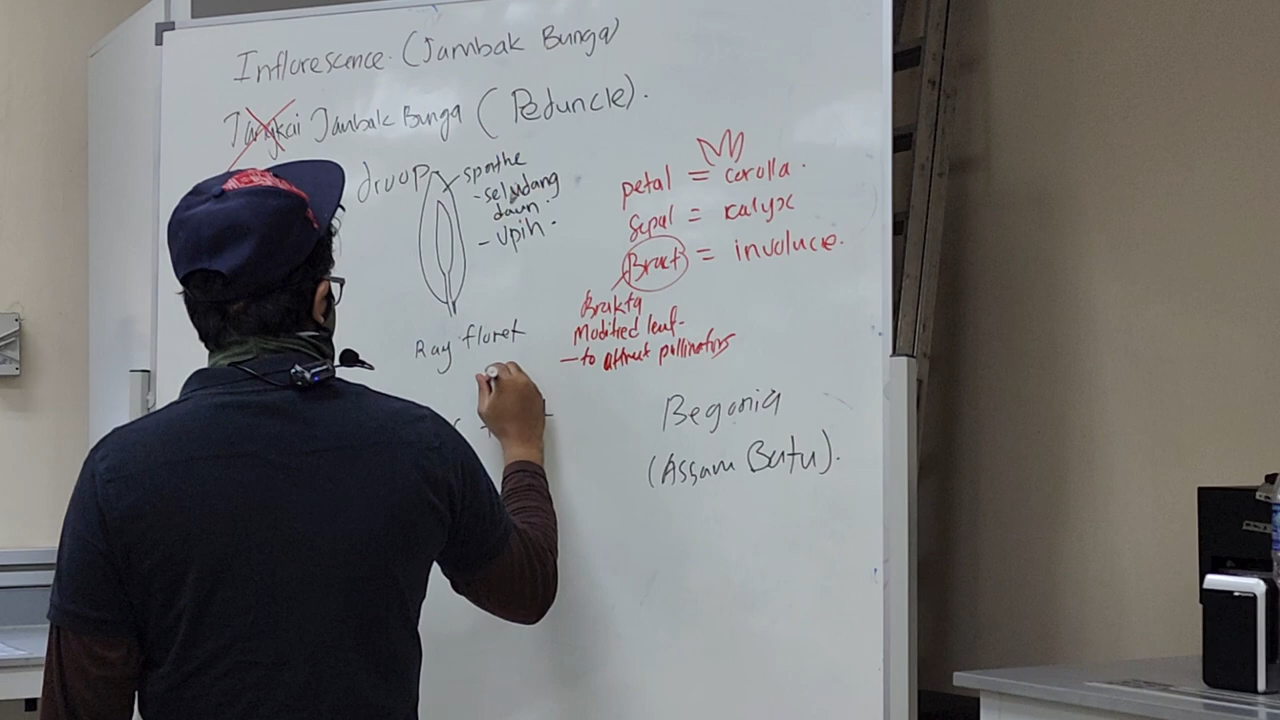 Inflorescence. (Jambak Bunga)
Tangkai Jambak Bunga (Peduncle).
druop
spathe
- seludang
daun.
- upih.
petal = corolla.
Sepal = kalyx
Bract = involuce.
Brakta
Modified leaf
- to attract pollinators
Ray floret
Begonia
(Assam Batu).